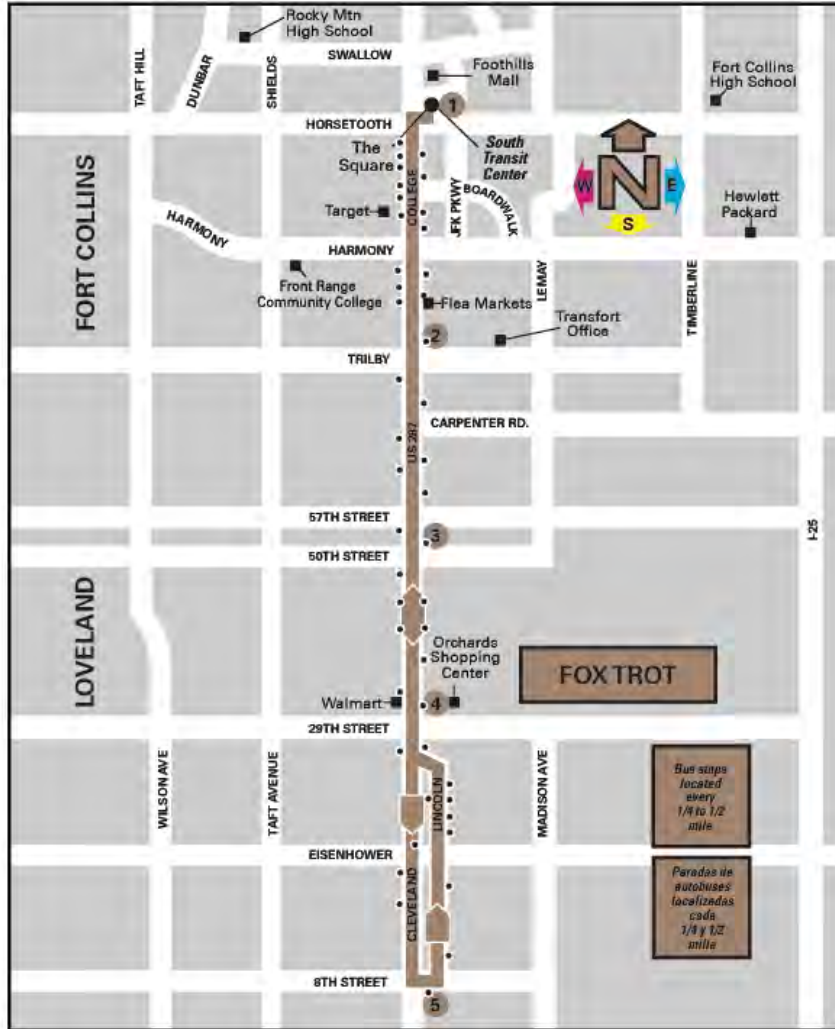 Rocky Mtn
High School
SWALLOW
Foothills
Mall
Fort Collins
High School
TAFT HILL
DUNBAR
SHIELDS
1
HORSETOOTH
The
Square
South
Transit
Center
N
W
E
S
Target
COLLEGE
JFK PKWY
BOARDWALK
Hewlett
Packard
HARMONY
HARMONY
FORT COLLINS
Front Range
Community College
Flea Markets
LEMAY
TIMBERLINE
Transfort
Office
2
TRILBY
CARPENTER RD.
US 287
57TH STREET
3
50TH STREET
I-25
LOVELAND
Orchards
Shopping
Center
FOX TROT
Walmart
4
29TH STREET
WILSON AVE
TAFT AVENUE
LINCOLN
MADISON AVE
Bus stops
located
every
1/4 to 1/2
mile
EISENHOWER
CLEVELAND
Paradas de
autobuses
localizadas
cada
1/4 y 1/2
milla
8TH STREET
5